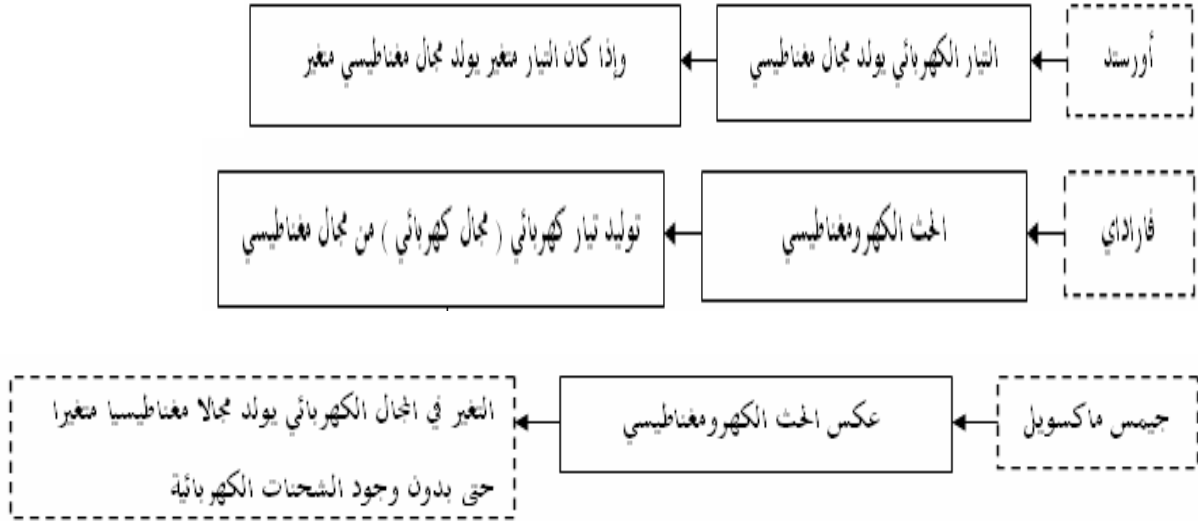 أورستد
التيار الكهربائي يولد مجال مغناطيسي
وإذا كان التيار متغير يولد مجال مغناطيسي متغير
فاراداي
الحث الكهرومغناطيسي
توليد تيار كهربائي ( مجال كهربائي ) من مجال مغناطيسي
جيمس ماكسويل
عكس الحث الكهرومغناطيسي
التغير في المجال الكهربائي يولد مجالا مغناطيسيا متغيرا
حتى بدون وجود الشحنات الكهربائية